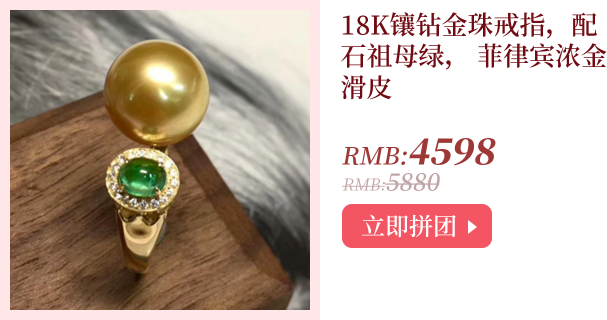 18K镶钻金珠戒指，配
石祖母绿， 菲律宾浓金
滑皮
RMB:4598
RMB:5880
立即拼团